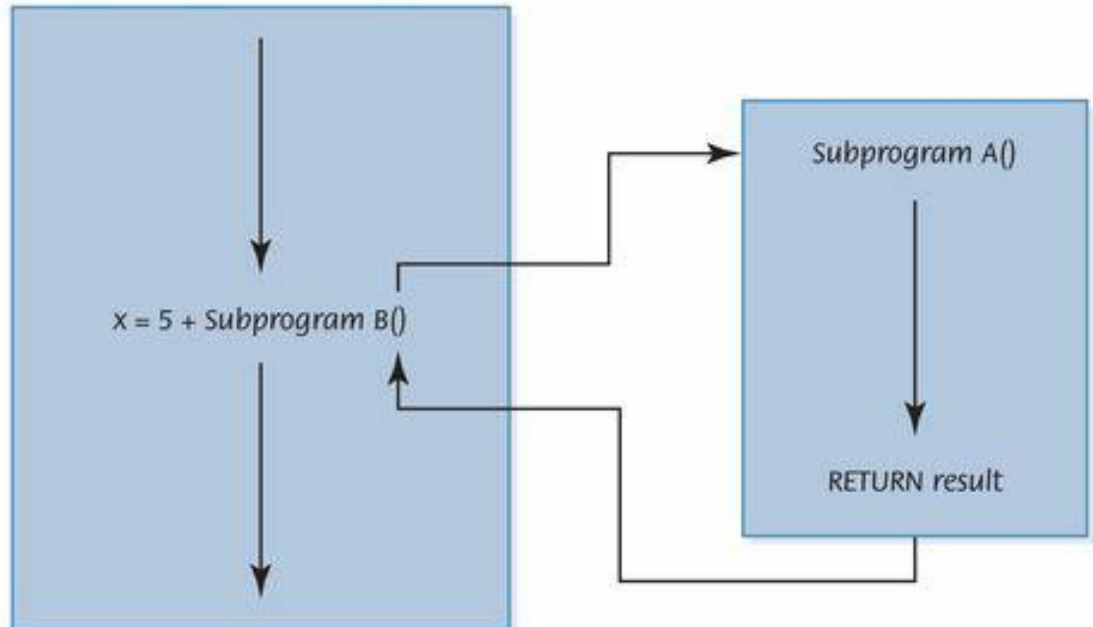 x = 5 + Subprogram B()
Subprogram A()
RETURN result